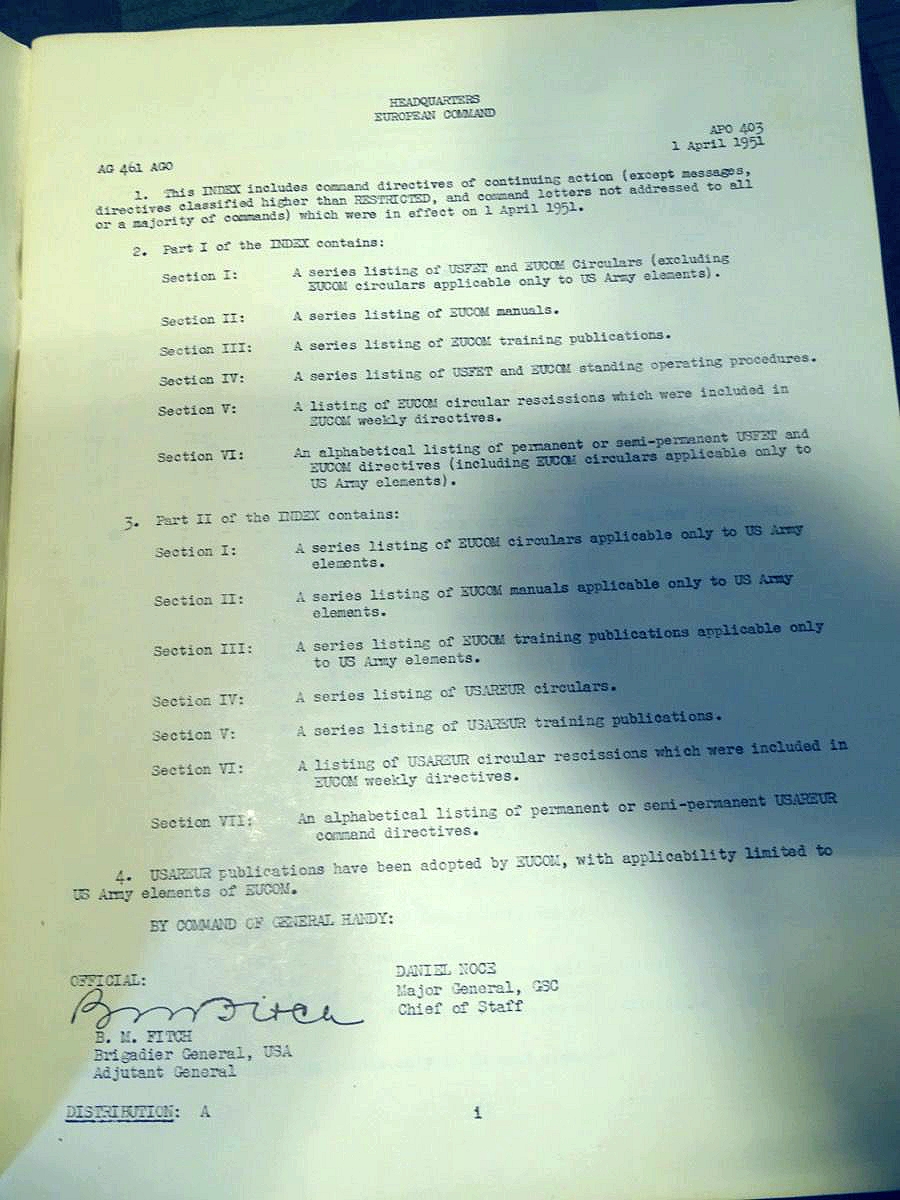 HEADQUARTERS
EUROPEAN COMMAND
APO 403
1 April 1951
AG 461 AGO
1. This INDEX includes command directives of continuing action (except messages,
directives classified higher than RESTRICTED, and command letters not addressed to all
or a majority of commands) which were in effect on 1 April 1951.
2. Part I of the INDEX contains:
Section I: A series listing of USFET and EUCOM Circulars (excluding
EUCOM circulars applicable only to US Army elements).
Section II: A series listing of EUCOM manuals.
Section III: A series listing of EUCOM training publications.
Section IV: A series listing of USFET and EUCOM standing operating procedures.
Section V: A listing of EUCOM circular rescissions which were included in
EUCOM weekly directives.
Section VI: An alphabetical listing of permanent or semi-permanent USFET and
EUCOM directives (including EUCOM circulars applicable only to
US Army elements).
3. Part II of the INDEX contains:
Section I: A series listing of EUCOM circulars applicable only to US Army
elements.
Section II: A series listing of EUCOM manuals applicable only to US Army
elements.
Section III: A series listing of EUCOM training publications applicable only
to US Army elements.
Section IV: A series listing of USAREUR circulars.
Section V: A series listing of USAREUR training publications.
Section VI: A listing of USAREUR circular rescissions which were included in
EUCOM weekly directives.
Section VII: An alphabetical listing of permanent or semi-permanent USAREUR
command directives.
4. USAREUR publications have been adopted by EUCOM, with applicability limited to
US Army elements of EUCOM.
BY COMMAND OF GENERAL HANDY:
DANIEL NOCE
Major General, GSC
Chief of Staff
OFFICIAL:
B M Fitch
B. M. FITCH
Brigadier General, USA
Adjutant General
DISTRIBUTION: A
i